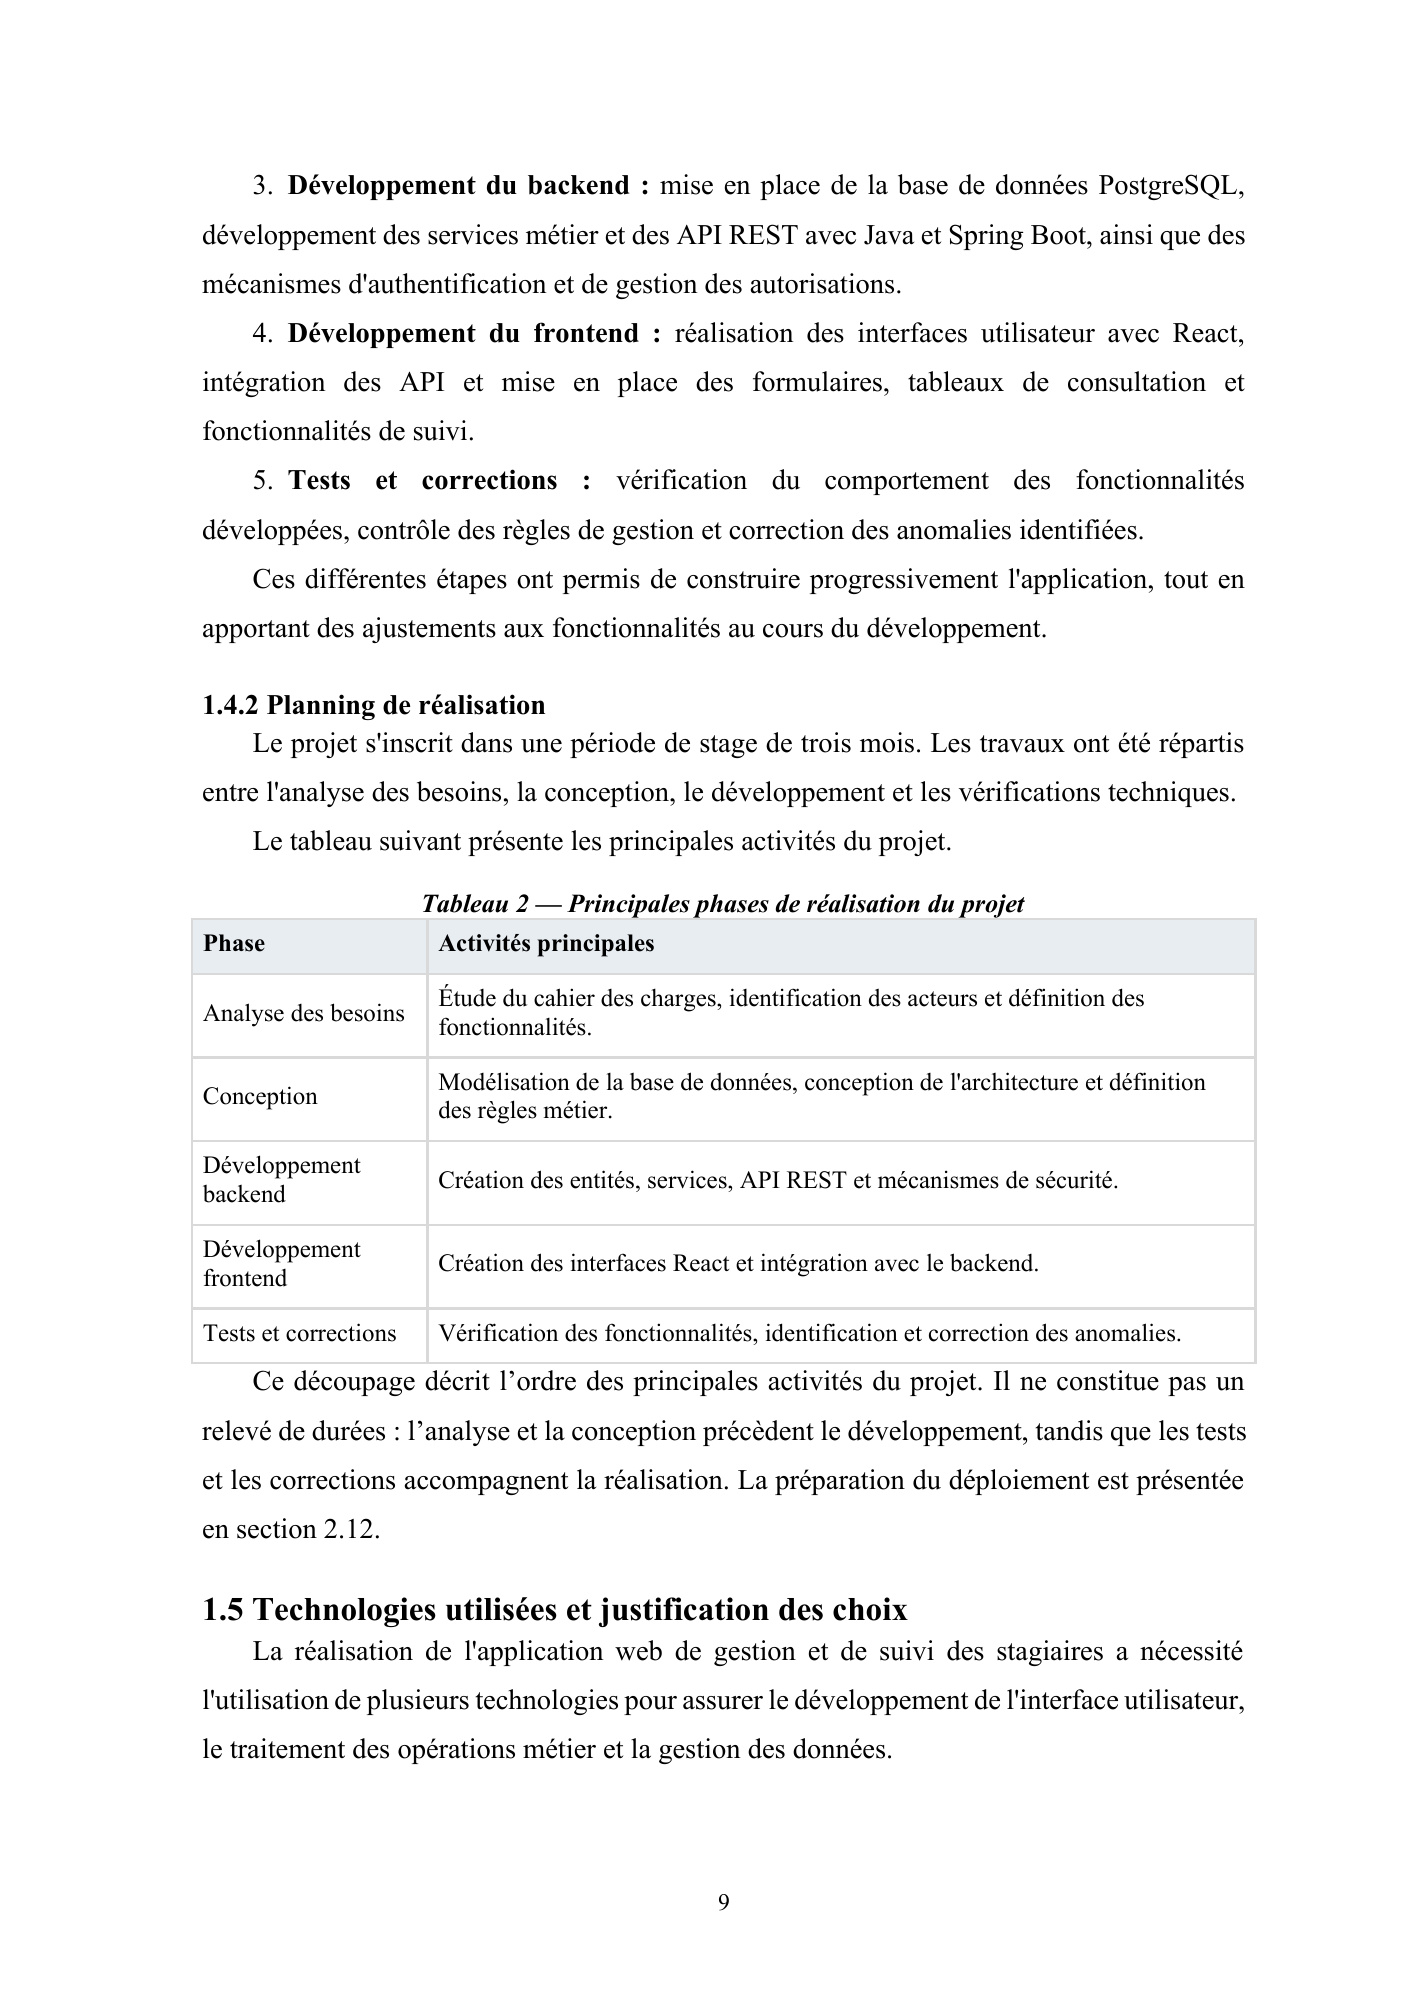 3. Développement du backend : mise en place de la base de données PostgreSQL,
développement des services métier et des API REST avec Java et Spring Boot, ainsi que des
mécanismes d'authentification et de gestion des autorisations.
4. Développement du frontend : réalisation des interfaces utilisateur avec React,
intégration des API et mise en place des formulaires, tableaux de consultation et
fonctionnalités de suivi.
5. Tests et corrections : vérification du comportement des fonctionnalités
développées, contrôle des règles de gestion et correction des anomalies identifiées.
Ces différentes étapes ont permis de construire progressivement l'application, tout en
apportant des ajustements aux fonctionnalités au cours du développement.
1.4.2 Planning de réalisation
Le projet s'inscrit dans une période de stage de trois mois. Les travaux ont été répartis
entre l'analyse des besoins, la conception, le développement et les vérifications techniques.
Le tableau suivant présente les principales activités du projet.
Tableau 2 — Principales phases de réalisation du projet
Phase
Activités principales
Analyse des besoins
Étude du cahier des charges, identification des acteurs et définition des
fonctionnalités.
Conception
Modélisation de la base de données, conception de l'architecture et définition
des règles métier.
Développement
backend
Création des entités, services, API REST et mécanismes de sécurité.
Développement
frontend
Création des interfaces React et intégration avec le backend.
Tests et corrections
Vérification des fonctionnalités, identification et correction des anomalies.
Ce découpage décrit l’ordre des principales activités du projet. Il ne constitue pas un
relevé de durées : l’analyse et la conception précèdent le développement, tandis que les tests
et les corrections accompagnent la réalisation. La préparation du déploiement est présentée
en section 2.12.
1.5 Technologies utilisées et justification des choix
La réalisation de l'application web de gestion et de suivi des stagiaires a nécessité
l'utilisation de plusieurs technologies pour assurer le développement de l'interface utilisateur,
le traitement des opérations métier et la gestion des données.
9